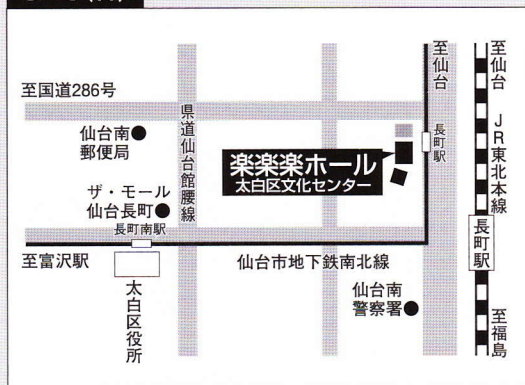 至国道286号
仙台南
郵便局
県道仙台館腰線
ザ・モール
仙台長町
長町南駅
至富沢駅
太白区役所
楽楽楽ホール
太白区文化センター
仙台市地下鉄南北線
仙台南
警察署
至仙台
長町駅
至仙台
JR東北本線
長町駅
至福島